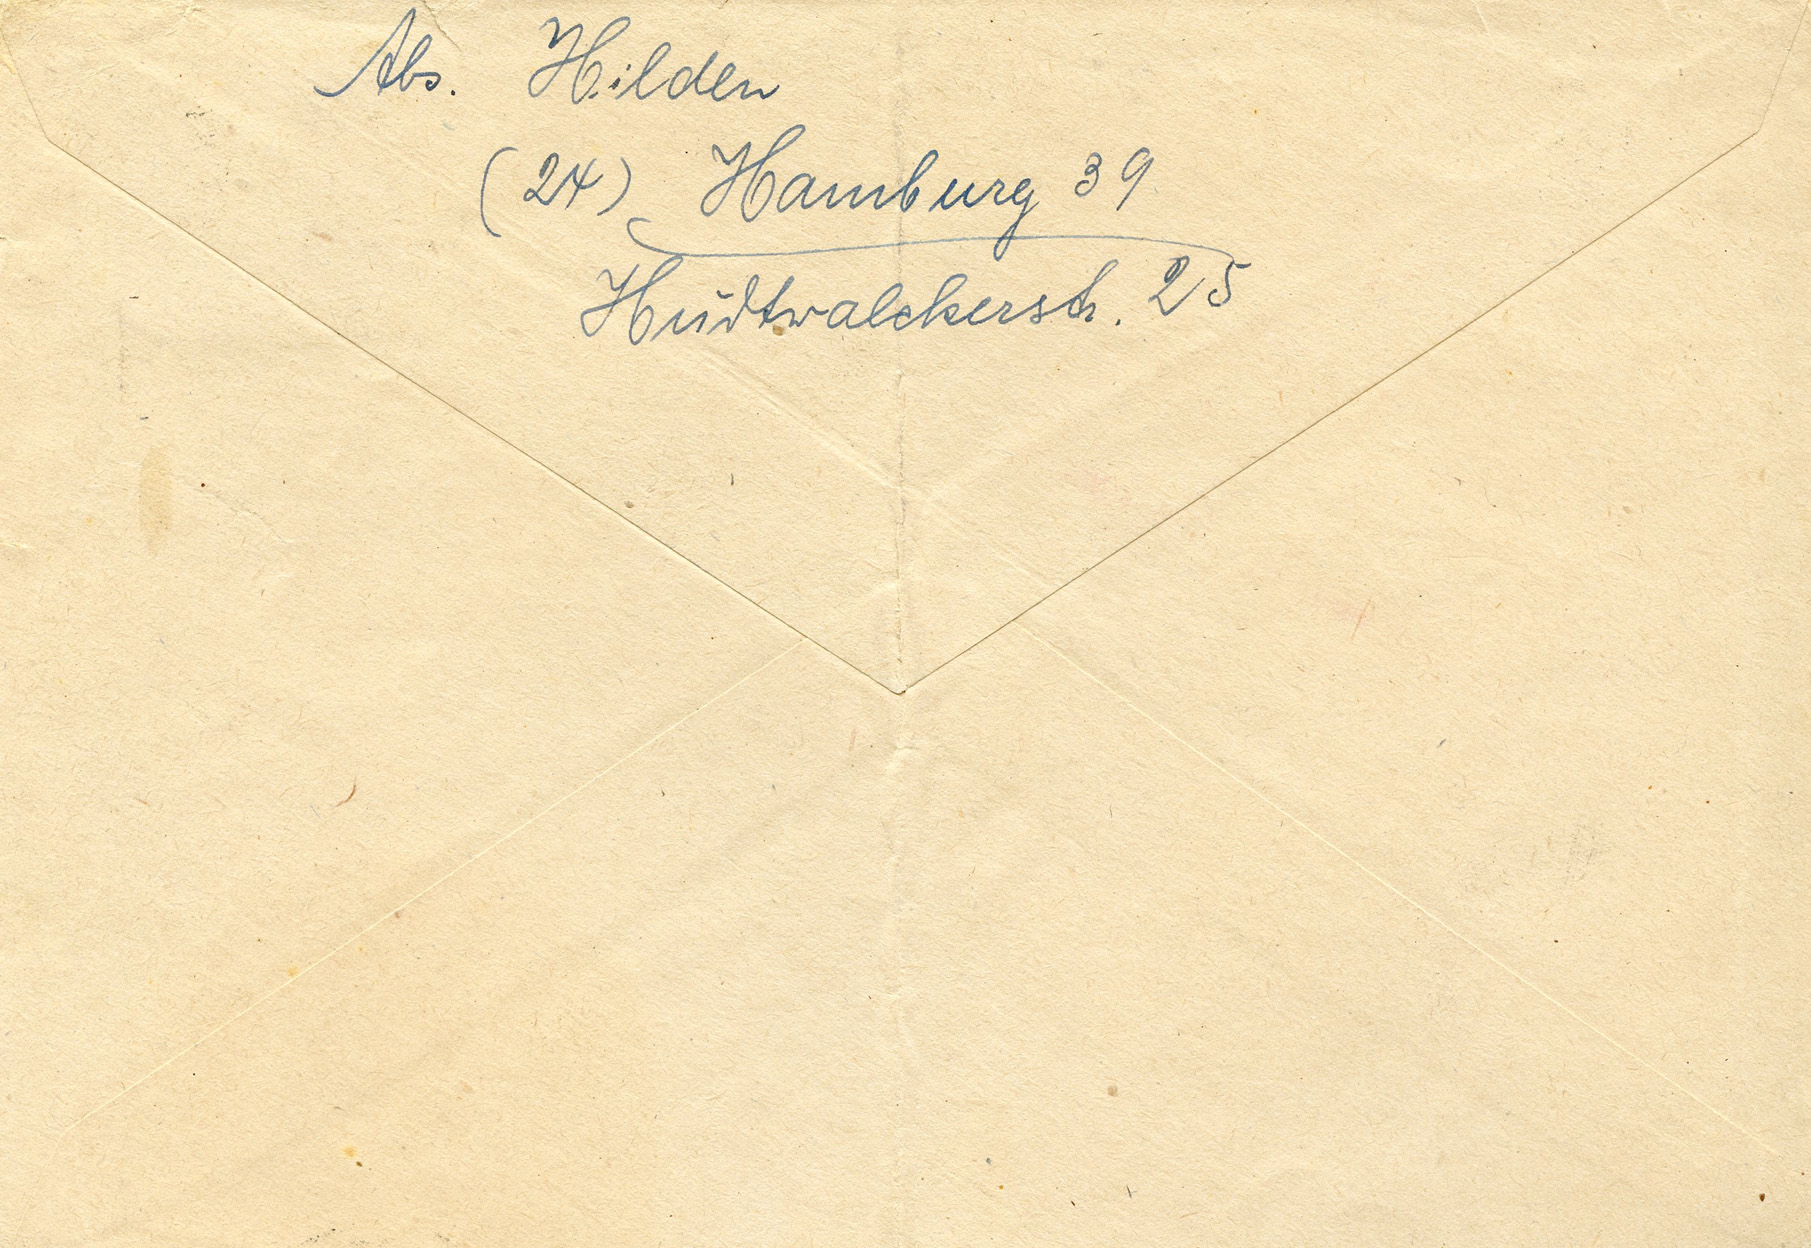 Abs. Hilden
(24) Hamburg 39
Hudtwalckerstr. 25